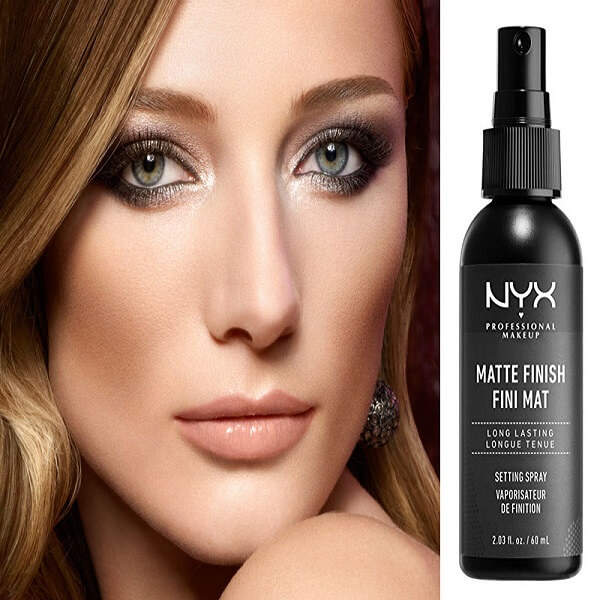 NYX
PROFESSIONAL
MAKEUP
MATTE FINISH
FINI MAT
LONG LASTING
LONGUE TENUE
SETTING SPRAY
VAPORISATEUR
DE FINITION
2.03 fl. oz. / 60 mL